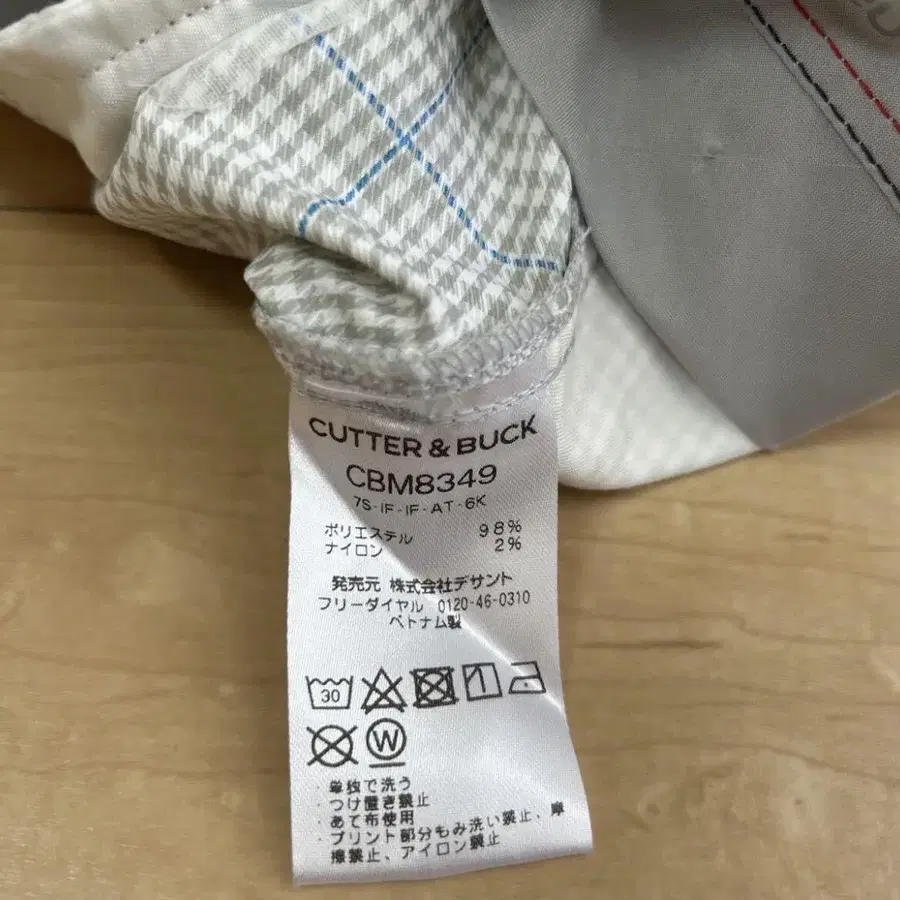 CUTTER & BUCK
CBM8349
7S-IF-IF-AT-6K
ポリエステル 98%
ナイロン 2%
発売元 株式会社デサント
フリーダイヤル 0120-46-0310
ベトナム製
30
W
・単独で洗う
・つけ置き禁止
・あて布使用
・プリント部分もみ洗い禁止、摩
擦禁止、アイロン禁止